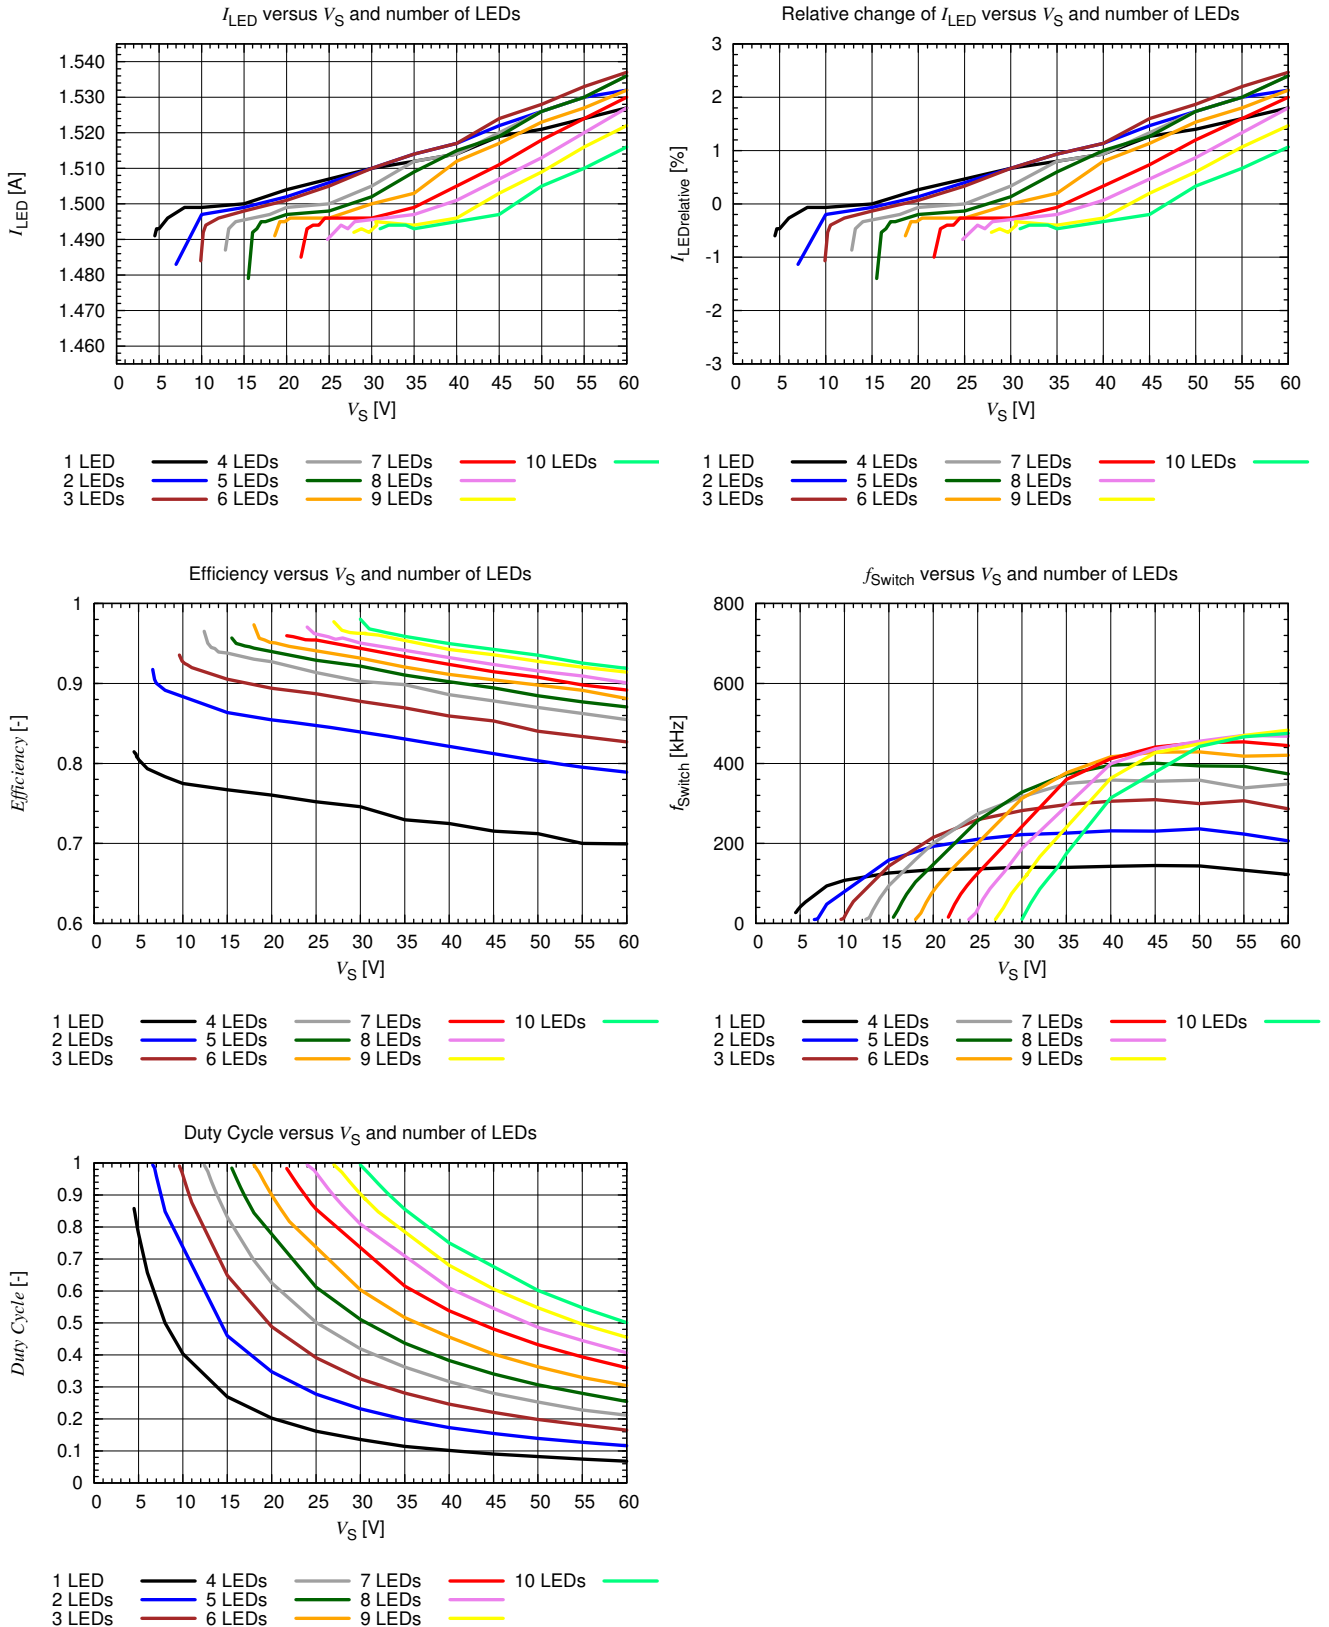 I_LED versus V_S and number of LEDs
1.540
1.530
1.520
1.510
1.500
1.490
1.480
1.470
1.460
I_LED [A]
0 5 10 15 20 25 30 35 40 45 50 55 60
V_S [V]
1 LED 4 LEDs 7 LEDs 10 LEDs
2 LEDs 5 LEDs 8 LEDs
3 LEDs 6 LEDs 9 LEDs
Relative change of I_LED versus V_S and number of LEDs
3
2
1
0
-1
-2
-3
I_LEDrelative [%]
0 5 10 15 20 25 30 35 40 45 50 55 60
V_S [V]
1 LED 4 LEDs 7 LEDs 10 LEDs
2 LEDs 5 LEDs 8 LEDs
3 LEDs 6 LEDs 9 LEDs
Efficiency versus V_S and number of LEDs
1
0.9
0.8
0.7
0.6
Efficiency [-]
0 5 10 15 20 25 30 35 40 45 50 55 60
V_S [V]
1 LED 4 LEDs 7 LEDs 10 LEDs
2 LEDs 5 LEDs 8 LEDs
3 LEDs 6 LEDs 9 LEDs
f_Switch versus V_S and number of LEDs
800
600
400
200
0
f_Switch [kHz]
0 5 10 15 20 25 30 35 40 45 50 55 60
V_S [V]
1 LED 4 LEDs 7 LEDs 10 LEDs
2 LEDs 5 LEDs 8 LEDs
3 LEDs 6 LEDs 9 LEDs
Duty Cycle versus V_S and number of LEDs
1
0.9
0.8
0.7
0.6
0.5
0.4
0.3
0.2
0.1
0
Duty Cycle [-]
0 5 10 15 20 25 30 35 40 45 50 55 60
V_S [V]
1 LED 4 LEDs 7 LEDs 10 LEDs
2 LEDs 5 LEDs 8 LEDs
3 LEDs 6 LEDs 9 LEDs